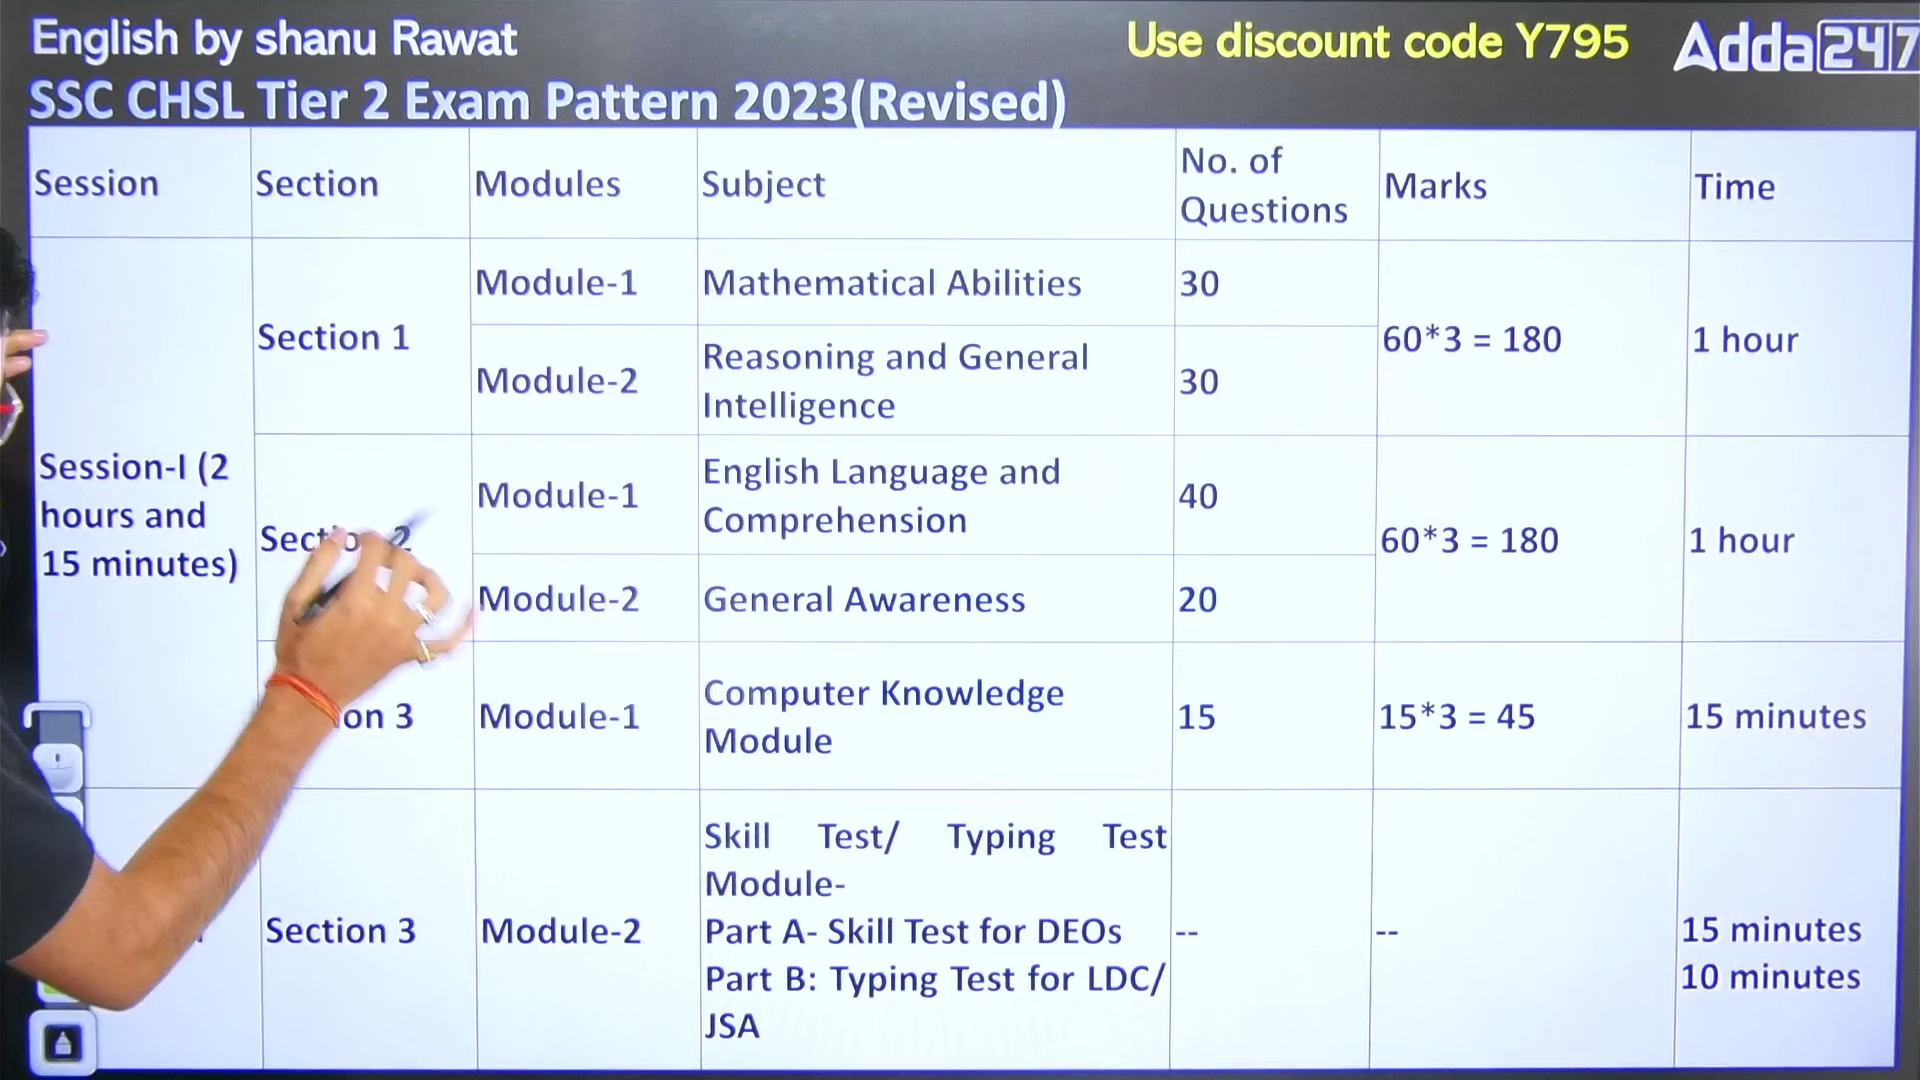 English by shanu Rawat
Use discount code Y795
Adda247
SSC CHSL Tier 2 Exam Pattern 2023(Revised)
Session
Section
Modules
Subject
No. of
Questions
Marks
Time
Session-I (2
hours and
15 minutes)
Section 1
Module-1
Mathematical Abilities
30
60*3 = 180
1 hour
Module-2
Reasoning and General
Intelligence
30
Section 2
Module-1
English Language and
Comprehension
40
60*3 = 180
1 hour
Module-2
General Awareness
20
on 3
Module-1
Computer Knowledge
Module
15
15*3 = 45
15 minutes
Section 3
Module-2
Skill Test/ Typing Test
Module-
Part A- Skill Test for DEOs
Part B: Typing Test for LDC/
JSA
--
--
15 minutes
10 minutes